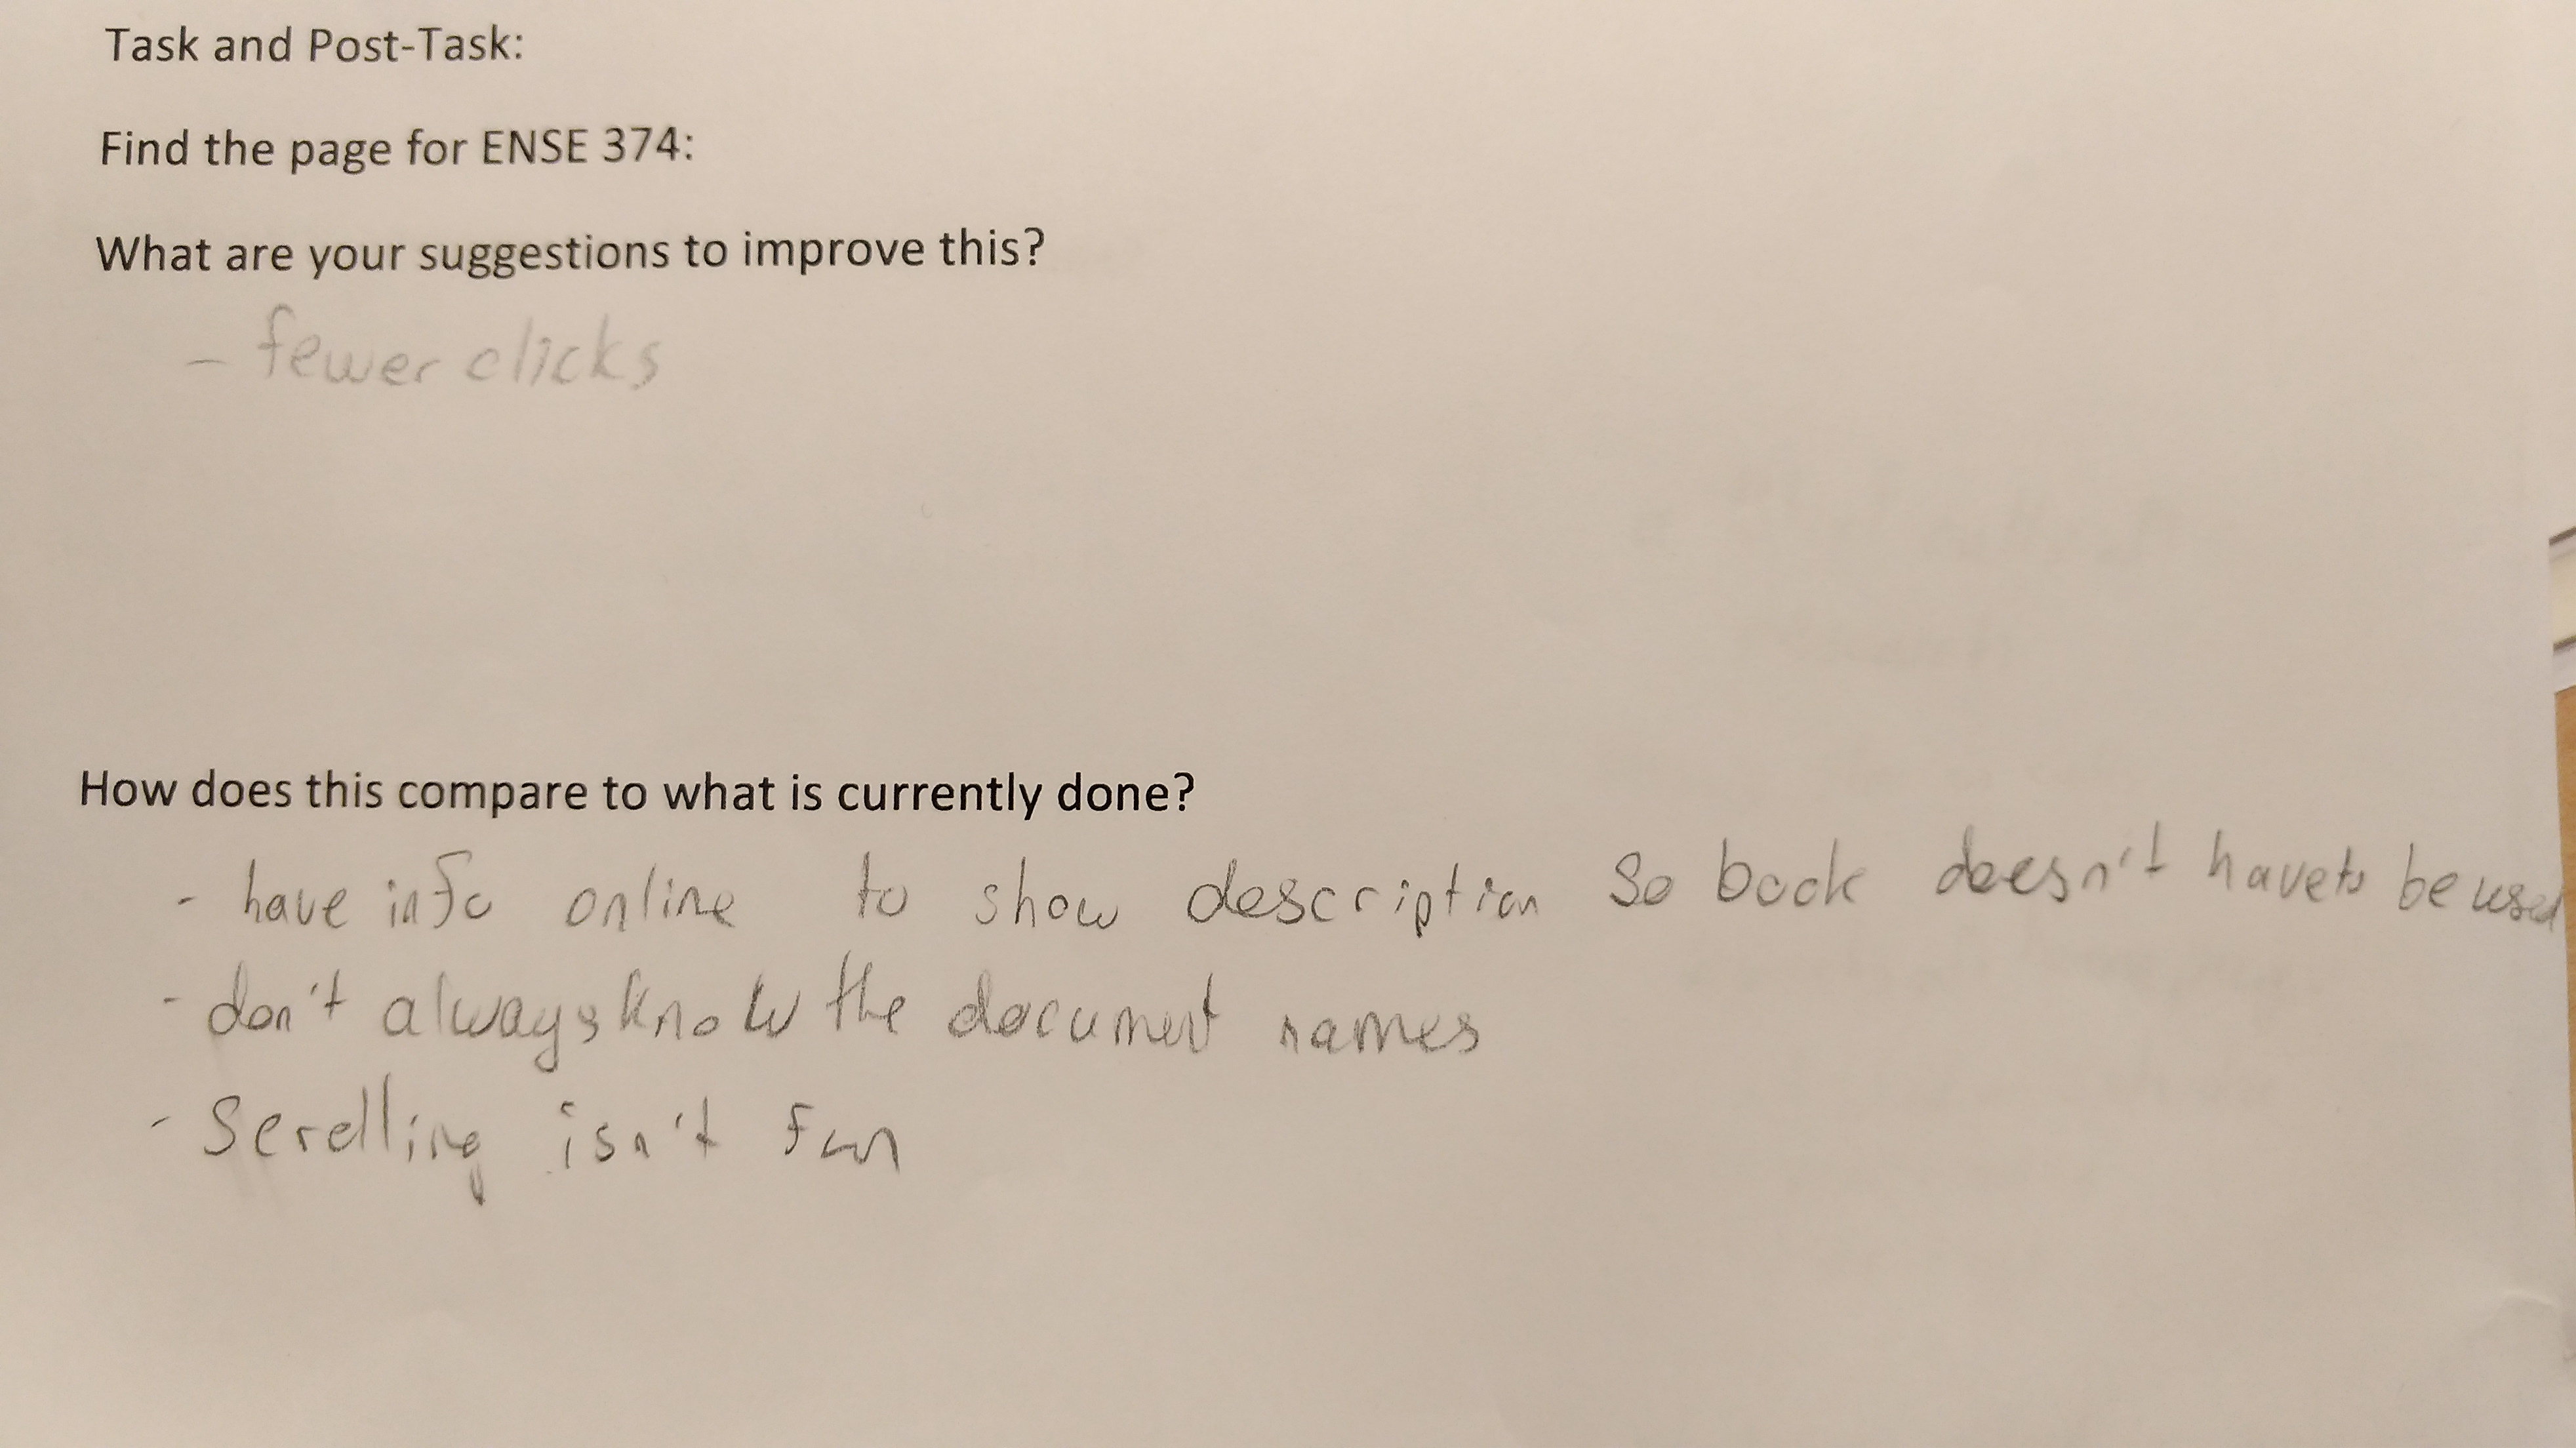 Task and Post-Task:
Find the page for ENSE 374:
What are your suggestions to improve this?
- fewer clicks
How does this compare to what is currently done?
- have info online to show description so book doesn't have to be used
- don't always know the document names
- Scrolling isn't fun